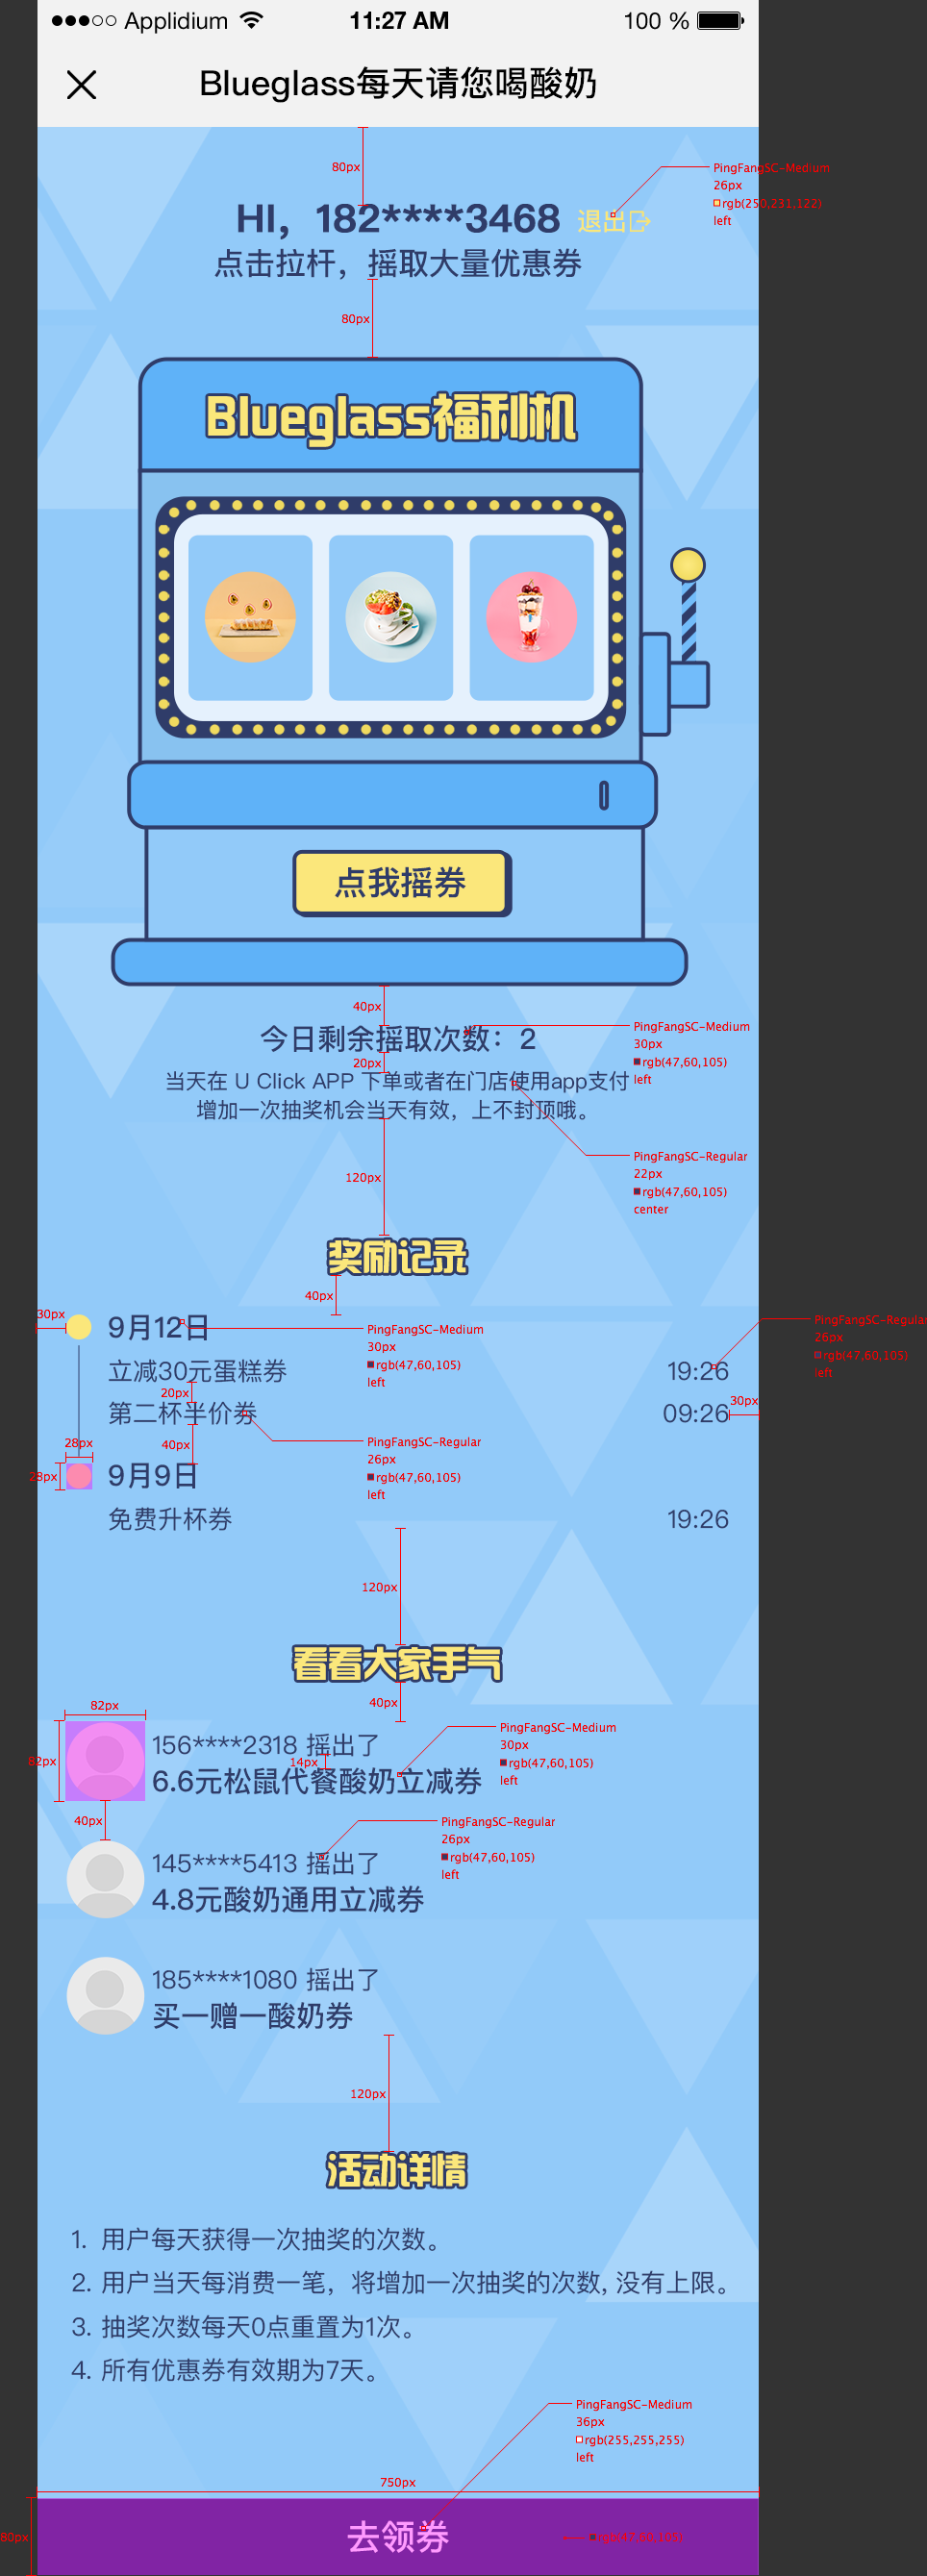 ●●●○○ Applidium 11:27 AM 100 %
Blueglass每天请您喝酸奶
80px
PingFangSC-Medium
26px
rgb(250,231,122)
left
HI，182****3468 退出
点击拉杆，摇取大量优惠券
80px
Blueglass福利机
点我摇券
40px
今日剩余摇取次数：2
PingFangSC-Medium
30px
rgb(47,60,105)
left
20px
当天在 U Click APP 下单或者在门店使用app支付
增加一次抽奖机会当天有效，上不封顶哦。
PingFangSC-Regular
22px
rgb(47,60,105)
center
120px
奖励记录
40px
30px
9月12日
PingFangSC-Medium
30px
rgb(47,60,105)
left
PingFangSC-Regular
26px
rgb(47,60,105)
left
立减30元蛋糕券 19:26
20px
第二杯半价券 09:26
30px
40px
PingFangSC-Regular
26px
rgb(47,60,105)
left
28px
28px
9月9日
免费升杯券 19:26
120px
看看大家手气
40px
82px
82px
156****2318 摇出了
14px
6.6元松鼠代餐酸奶立减券
PingFangSC-Medium
30px
rgb(47,60,105)
left
40px
PingFangSC-Regular
26px
rgb(47,60,105)
left
145****5413 摇出了
4.8元酸奶通用立减券
185****1080 摇出了
买一赠一酸奶券
120px
活动详情
1. 用户每天获得一次抽奖的次数。
2. 用户当天每消费一笔，将增加一次抽奖的次数, 没有上限。
3. 抽奖次数每天0点重置为1次。
4. 所有优惠券有效期为7天。
PingFangSC-Medium
36px
rgb(255,255,255)
left
750px
80px
去领券
rgb(47,60,105)